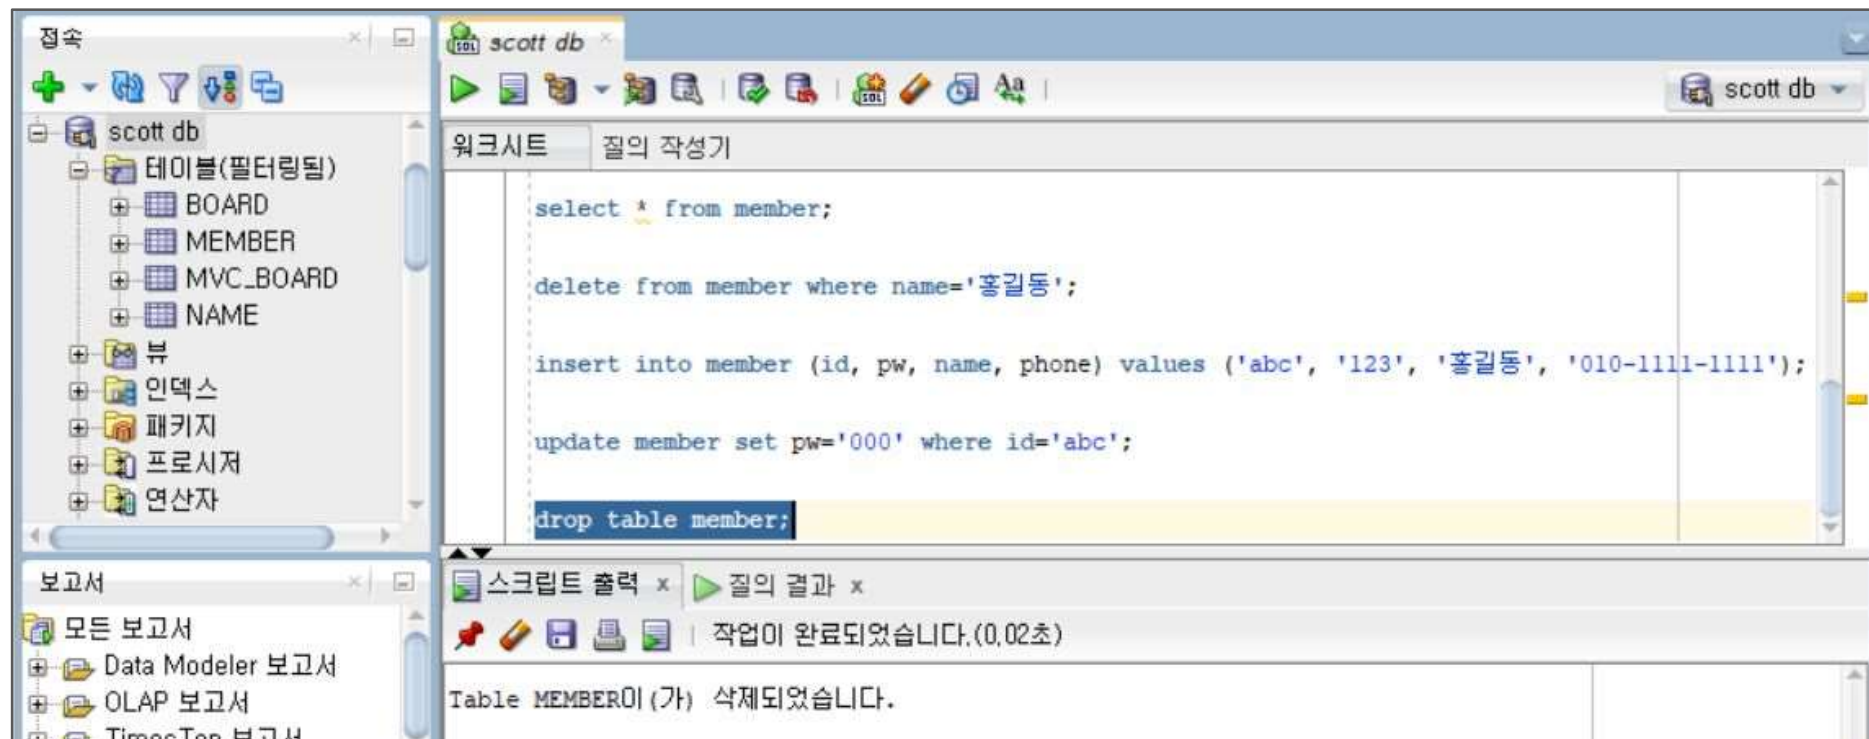 접속
scott db
테이블(필터링됨)
BOARD
MEMBER
MVC_BOARD
NAME
뷰
인덱스
패키지
프로시저
연산자
보고서
모든 보고서
Data Modeler 보고서
OLAP 보고서
TimesTen 보고서
scott db
scott db
워크시트 질의 작성기
select * from member;
delete from member where name='홍길동';
insert into member (id, pw, name, phone) values ('abc', '123', '홍길동', '010-1111-1111');
update member set pw='000' where id='abc';
drop table member;
스크립트 출력 x 질의 결과 x
작업이 완료되었습니다.(0.02초)
Table MEMBER이(가) 삭제되었습니다.